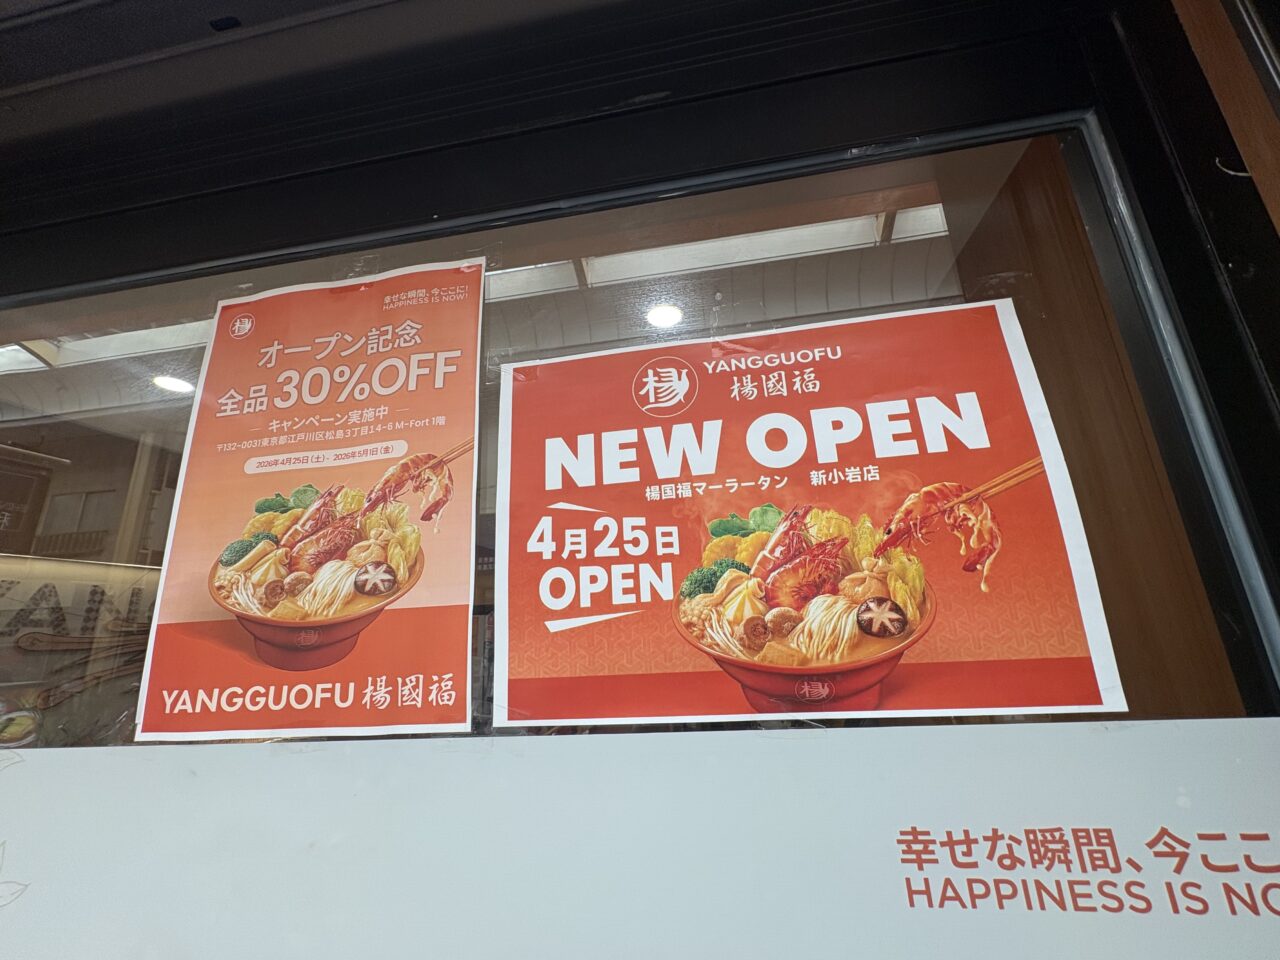 幸せな瞬間、今ここに!
HAPPINESS IS NOW!
楊
オープン記念
全品30%OFF
キャンペーン実施中
〒132-0031東京都江戸川区松島3丁目14-6 M-Fort 1階
2026年4月25日(土)- 2026年5月1日(金)
YANGGUOFU 楊國福
楊 YANGGUOFU
楊國福
NEW OPEN
楊国福マーラータン 新小岩店
4月25日
OPEN
幸せな瞬間、今ここ
HAPPINESS IS NO